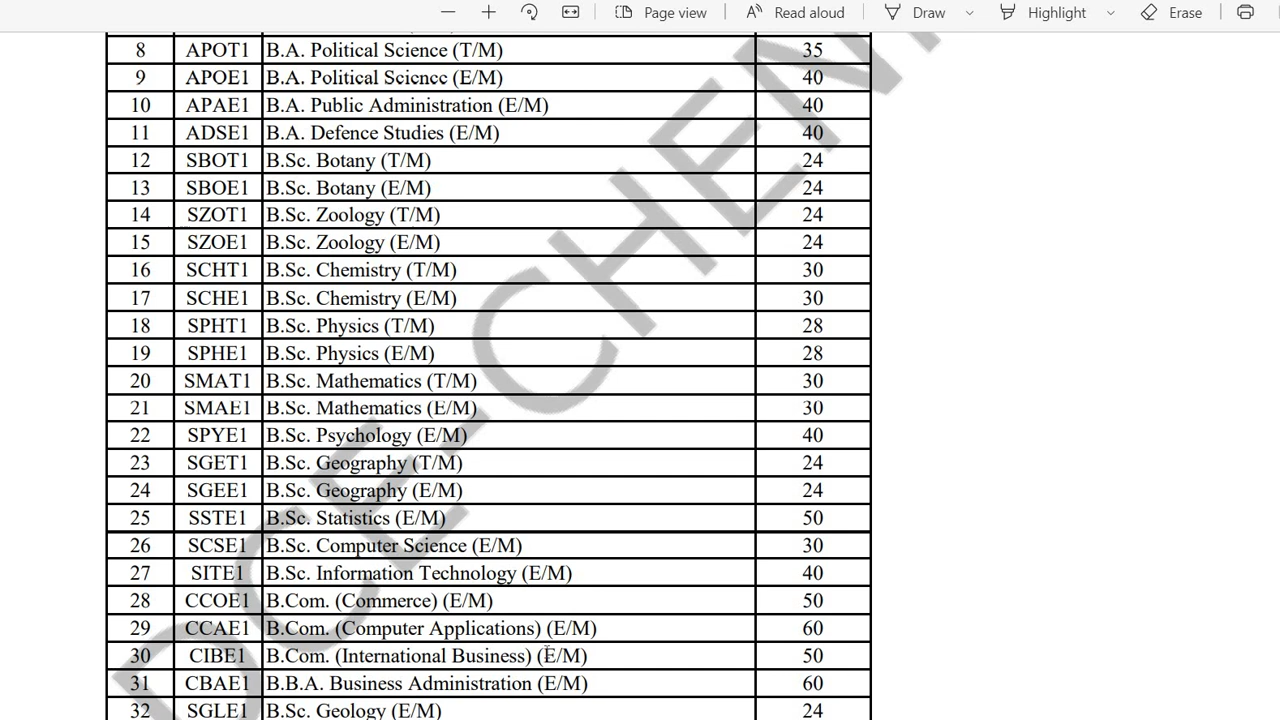 Page view Read aloud Draw Highlight Erase
8 APOT1 B.A. Political Science (T/M) 35
9 APOE1 B.A. Political Science (E/M) 40
10 APAE1 B.A. Public Administration (E/M) 40
11 ADSE1 B.A. Defence Studies (E/M) 40
12 SBOT1 B.Sc. Botany (T/M) 24
13 SBOE1 B.Sc. Botany (E/M) 24
14 SZOT1 B.Sc. Zoology (T/M) 24
15 SZOE1 B.Sc. Zoology (E/M) 24
16 SCHT1 B.Sc. Chemistry (T/M) 30
17 SCHE1 B.Sc. Chemistry (E/M) 30
18 SPHT1 B.Sc. Physics (T/M) 28
19 SPHE1 B.Sc. Physics (E/M) 28
20 SMAT1 B.Sc. Mathematics (T/M) 30
21 SMAE1 B.Sc. Mathematics (E/M) 30
22 SPYE1 B.Sc. Psychology (E/M) 40
23 SGET1 B.Sc. Geography (T/M) 24
24 SGEE1 B.Sc. Geography (E/M) 24
25 SSTE1 B.Sc. Statistics (E/M) 50
26 SCSE1 B.Sc. Computer Science (E/M) 30
27 SITE1 B.Sc. Information Technology (E/M) 40
28 CCOE1 B.Com. (Commerce) (E/M) 50
29 CCAE1 B.Com. (Computer Applications) (E/M) 60
30 CIBE1 B.Com. (International Business) (E/M) 50
31 CBAE1 B.B.A. Business Administration (E/M) 60
32 SGLE1 B.Sc. Geology (E/M) 24
DCE-CHEN